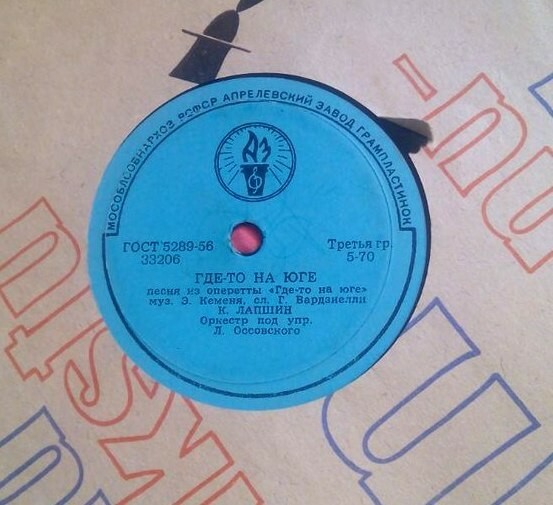 МОСОБЛСОВНАРХОЗ РСФСР АПРЕЛЕВСКИЙ ЗАВОД ГРАМПЛАСТИНОК
АЗ
ГОСТ 5289-56
33206
Третья гр.
5-70
ГДЕ-ТО НА ЮГЕ
песня из оперетты «Где-то на юге»
муз. Э. Кеменя, сл. Г. Варданелли
К. ЛАПШИН
Оркестр под упр.
Л. Оссовского